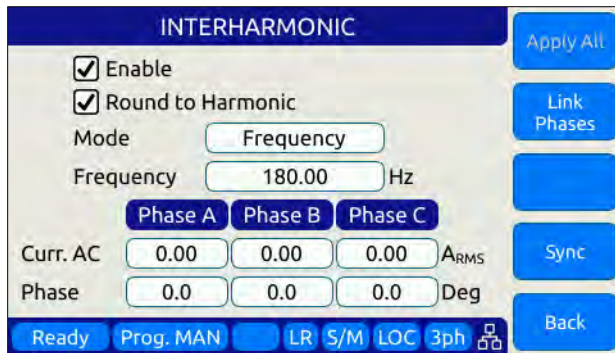 INTERHARMONIC
Apply All
Enable
Round to Harmonic
Link
Phases
Mode
Frequency
Frequency
180.00
Hz
Phase A
Phase B
Phase C
Curr. AC
0.00
0.00
0.00
ARMS
Sync
Phase
0.0
0.0
0.0
Deg
Back
Ready
Prog. MAN
LR
S/M
LOC
3ph